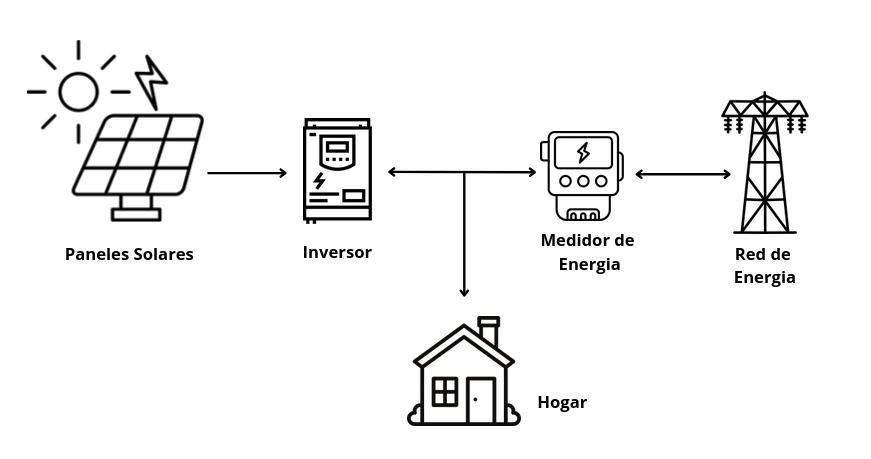 Paneles Solares
Inversor
Medidor de
Energia
Red de
Energia
Hogar